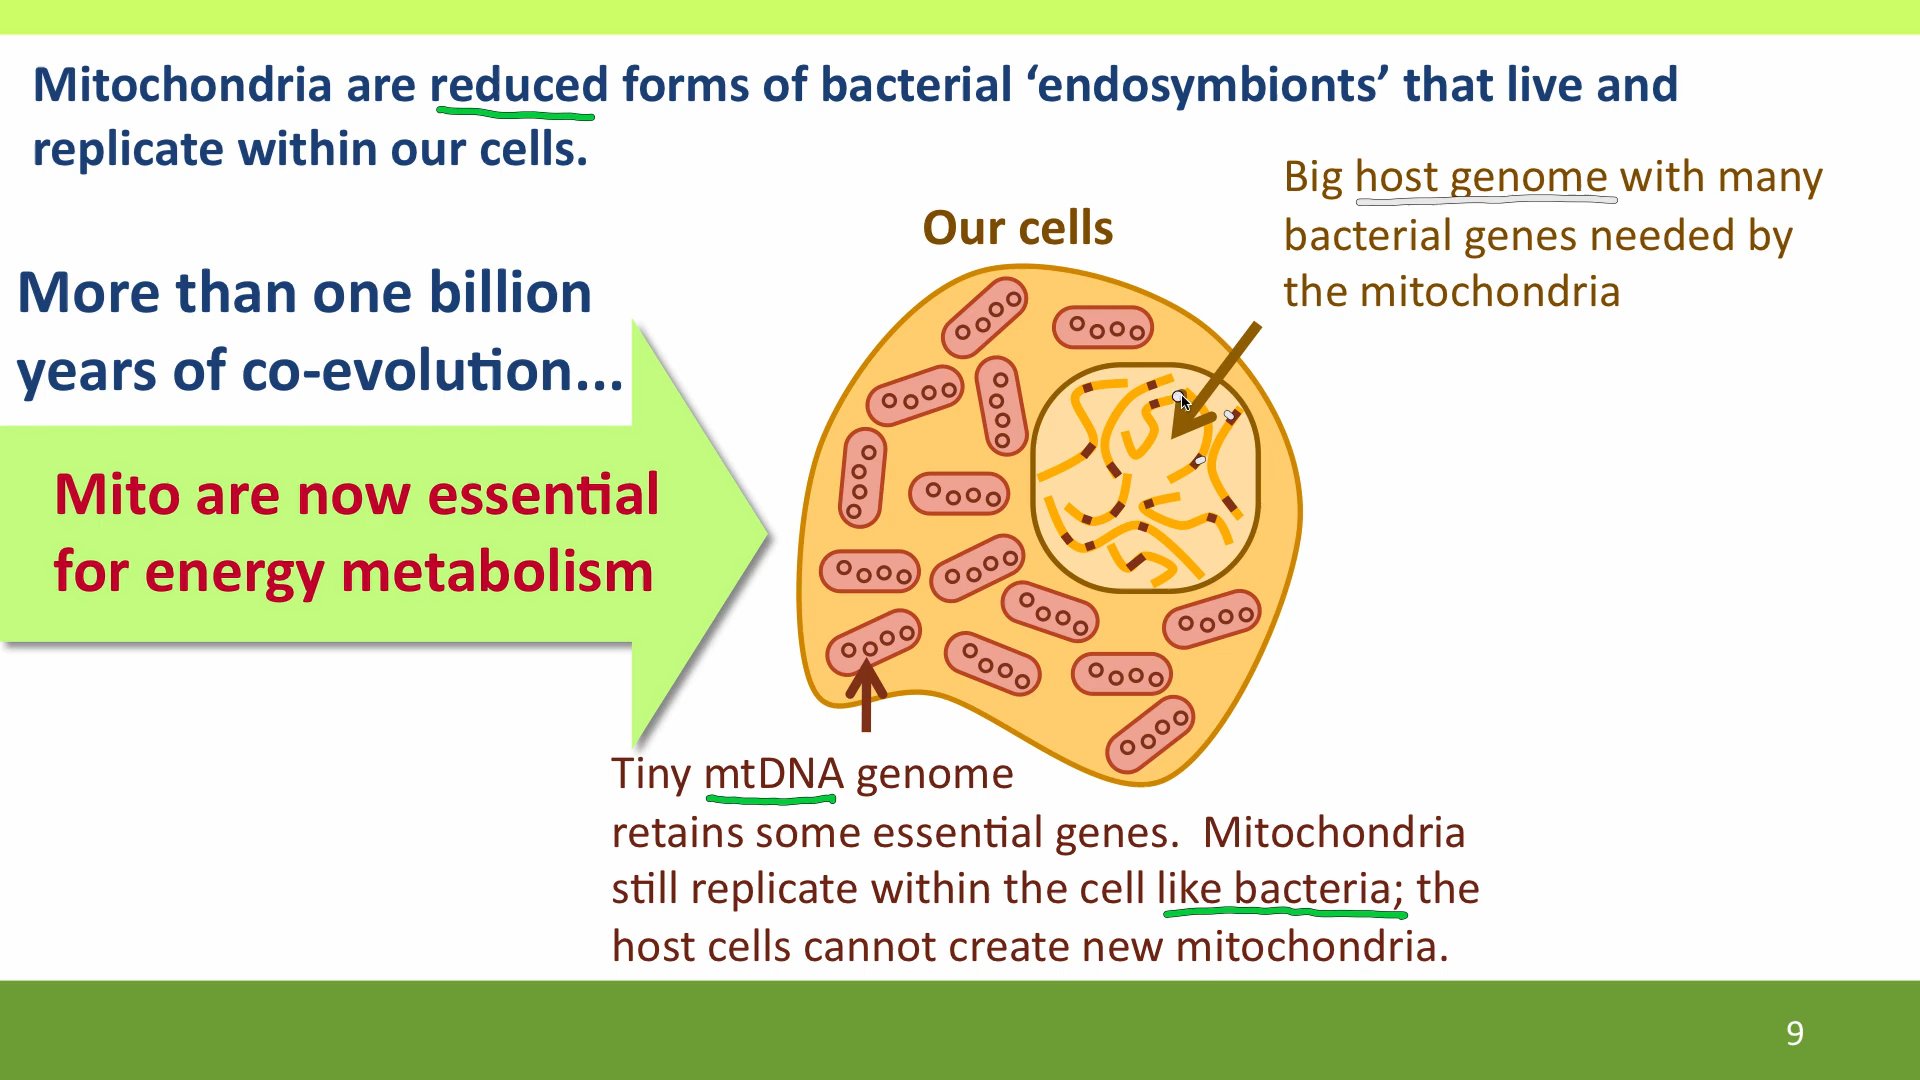 Mitochondria are reduced forms of bacterial ‘endosymbionts’ that live and
replicate within our cells.
Big host genome with many
bacterial genes needed by
the mitochondria
Our cells
More than one billion
years of co-evolution...
Mito are now essential
for energy metabolism
Tiny mtDNA genome
retains some essential genes.  Mitochondria
still replicate within the cell like bacteria; the
host cells cannot create new mitochondria.
9